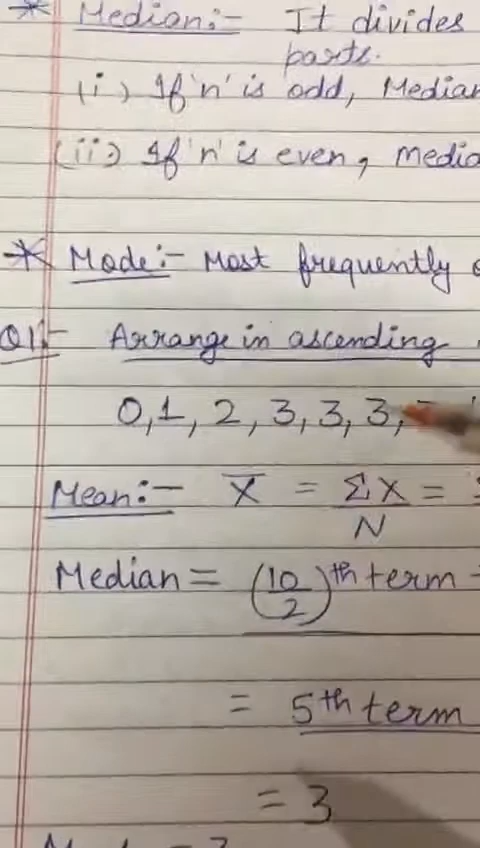 * Median:- It divides
parts.
(i) If 'n' is odd, Median
(ii) If 'n' is even, Media
* Mode:- Most frequently
Q1:- Arrange in ascending
0, 1, 2, 3, 3, 3,
Mean:- X̅ = ΣX/N =
Median = (10/2)th term
= 5th term
= 3